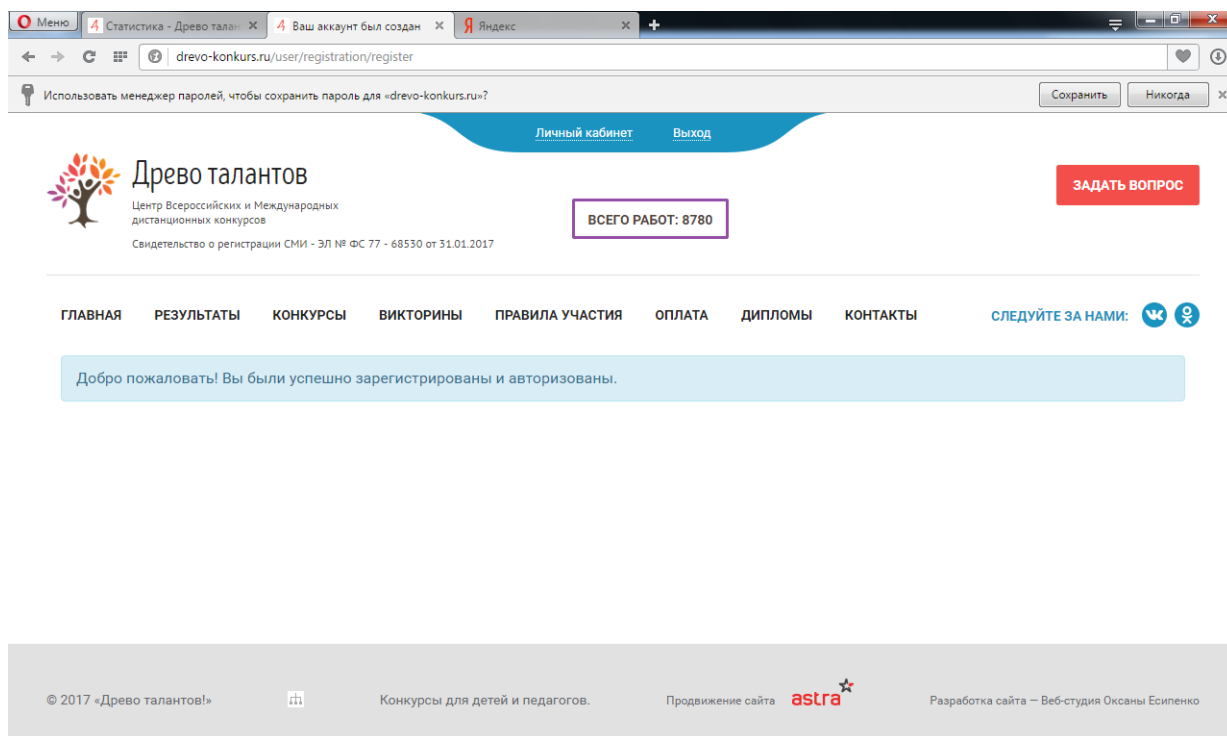 Меню
Статистика - Древо талан
Ваш аккаунт был создан
Яндекс
drevo-konkurs.ru/user/registration/register
Использовать менеджер паролей, чтобы сохранить пароль для «drevo-konkurs.ru»?
Сохранить
Никогда
Личный кабинет
Выход
Древо талантов
Центр Всероссийских и Международных
дистанционных конкурсов
Свидетельство о регистрации СМИ - ЭЛ № ФС 77 - 68530 от 31.01.2017
ВСЕГО РАБОТ: 8780
ЗАДАТЬ ВОПРОС
ГЛАВНАЯ РЕЗУЛЬТАТЫ КОНКУРСЫ ВИКТОРИНЫ ПРАВИЛА УЧАСТИЯ ОПЛАТА ДИПЛОМЫ КОНТАКТЫ СЛЕДУЙТЕ ЗА НАМИ:
Добро пожаловать! Вы были успешно зарегистрированы и авторизованы.
© 2017 «Древо талантов!» Конкурсы для детей и педагогов. Продвижение сайта astra Разработка сайта — Веб-студия Оксаны Есипенко